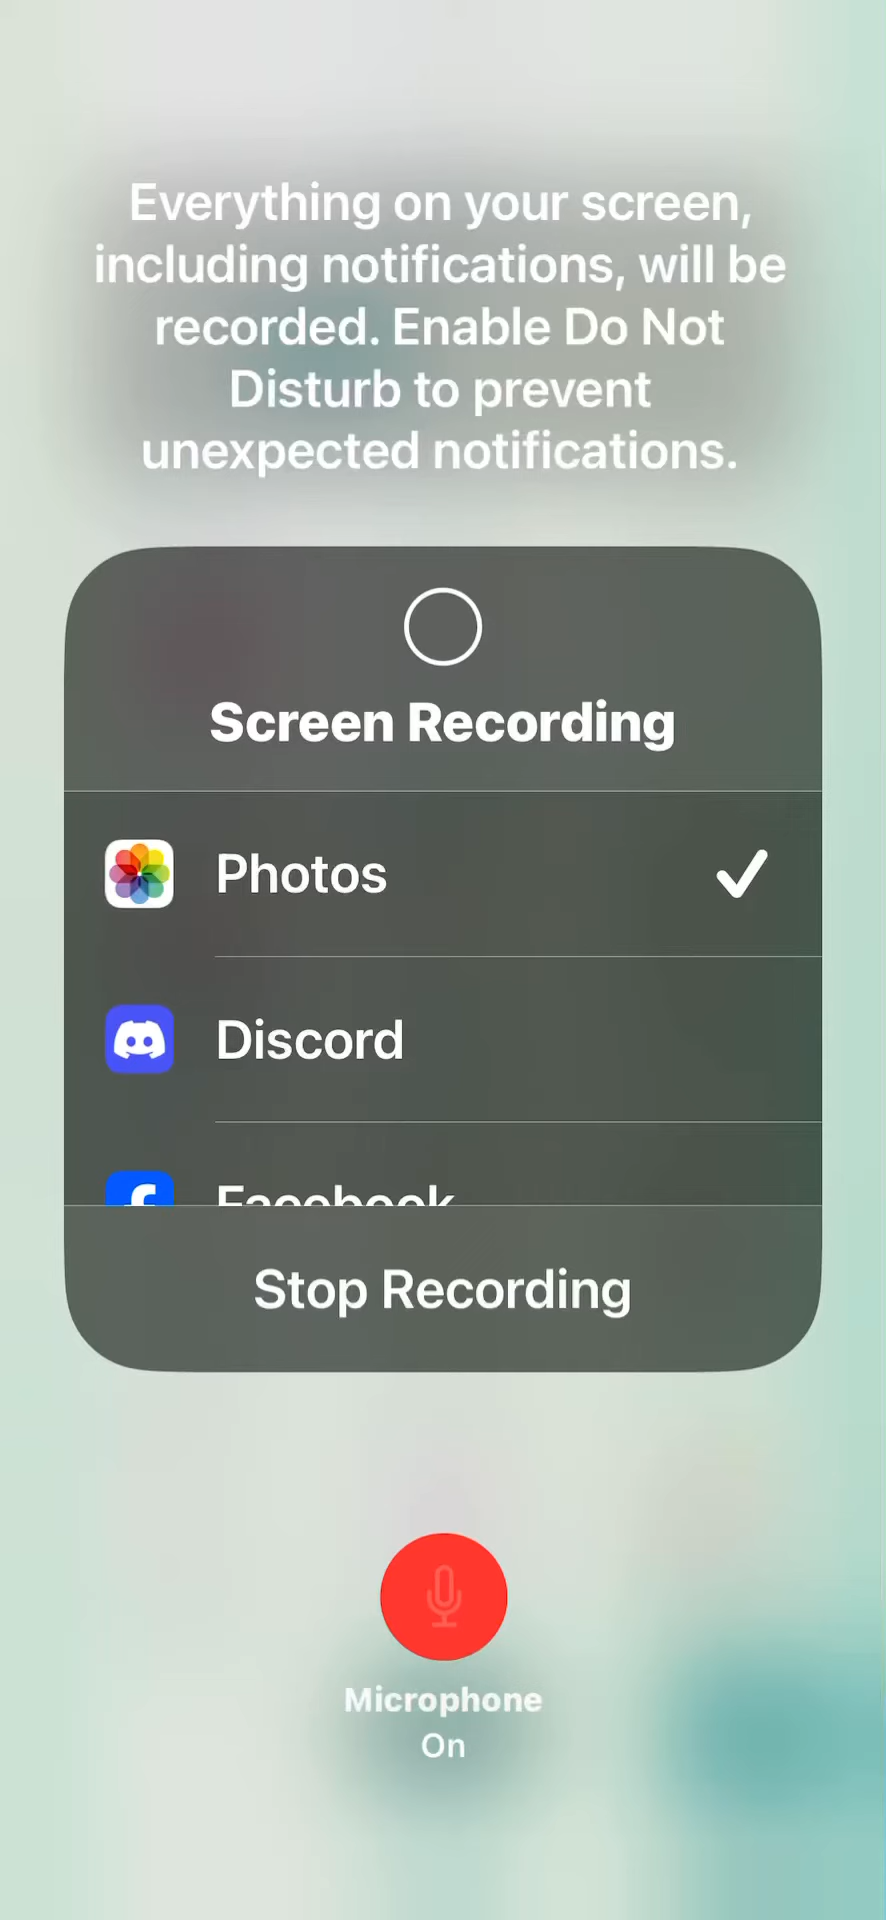 Everything on your screen,
including notifications, will be
recorded. Enable Do Not
Disturb to prevent
unexpected notifications.
Screen Recording
Photos
Discord
Facebook
Stop Recording
Microphone
On